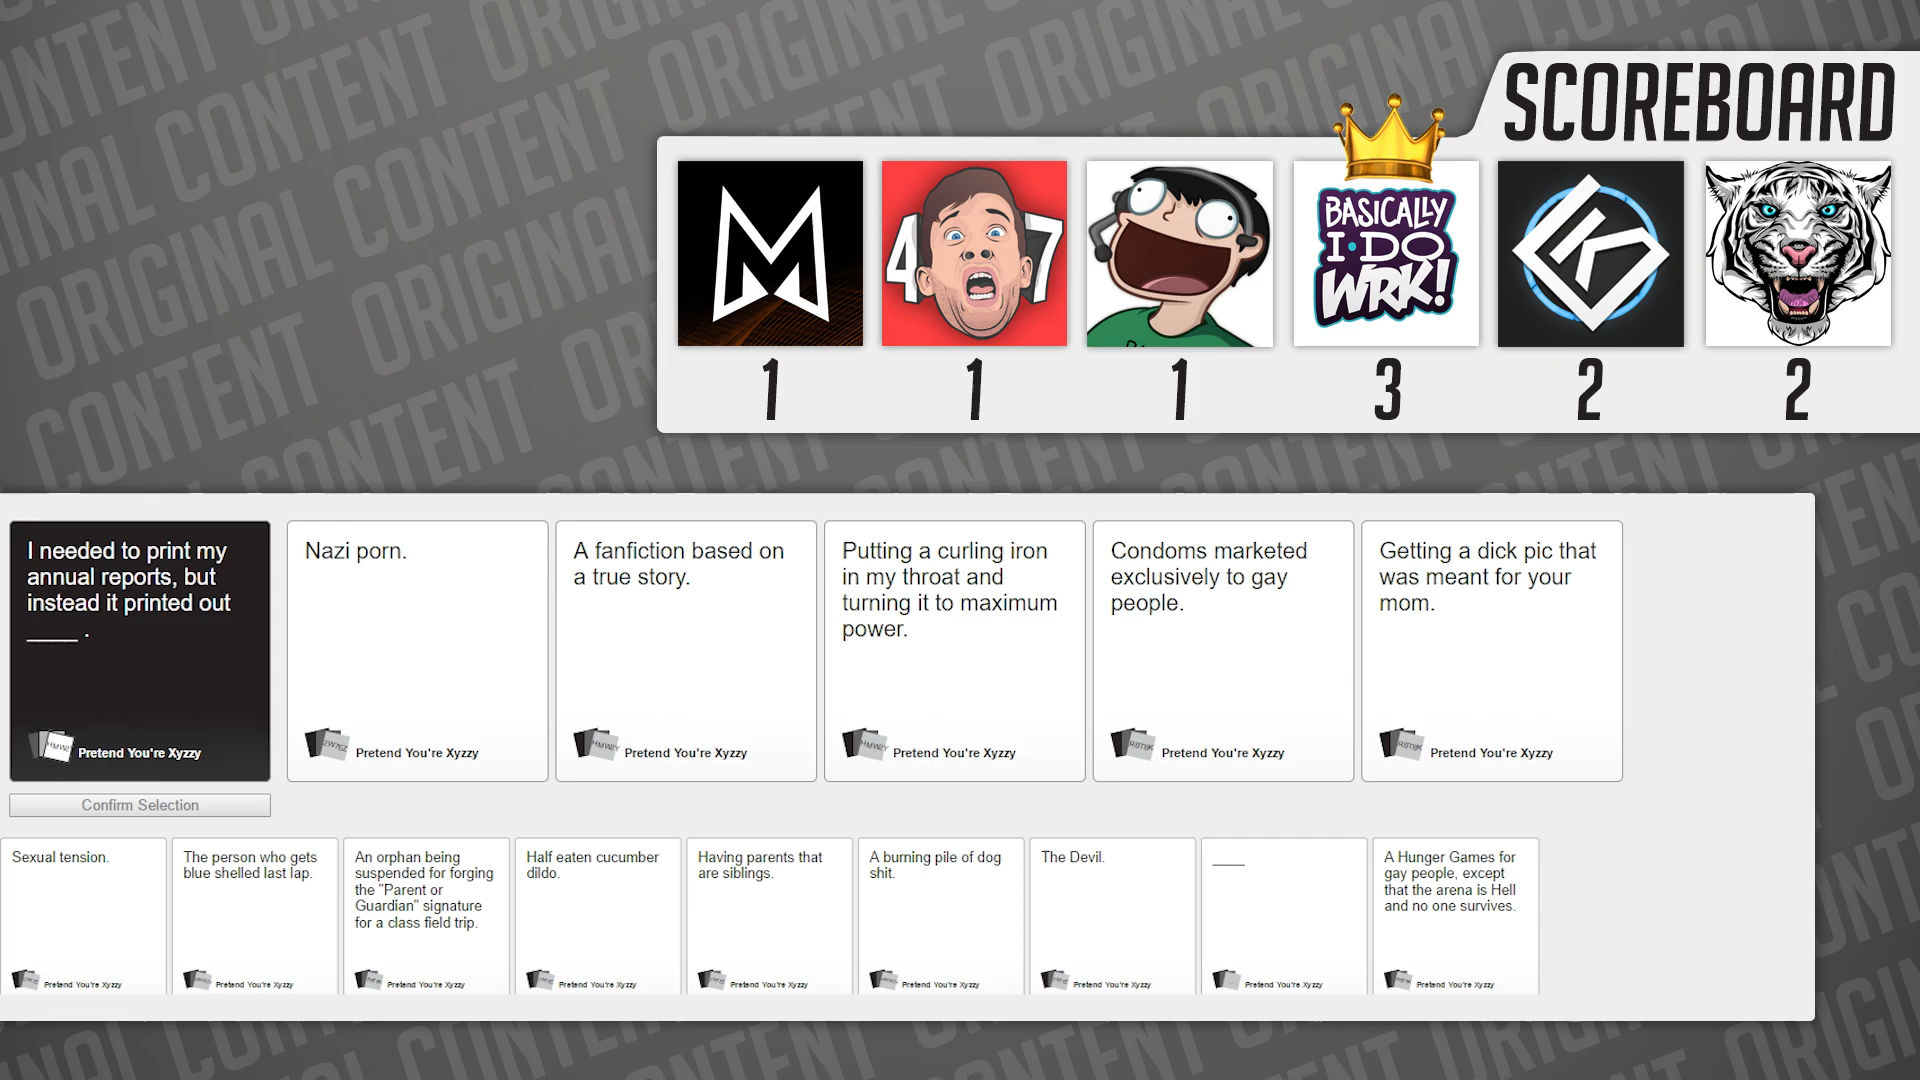 SCOREBOARD
4 7
BASICALLY
I DO
WRK!
1
1
1
3
2
2
I needed to print my
annual reports, but
instead it printed out
____ .
Pretend You're Xyzzy
Nazi porn.
Pretend You're Xyzzy
A fanfiction based on
a true story.
Pretend You're Xyzzy
Putting a curling iron
in my throat and
turning it to maximum
power.
Pretend You're Xyzzy
Condoms marketed
exclusively to gay
people.
Pretend You're Xyzzy
Getting a dick pic that
was meant for your
mom.
Pretend You're Xyzzy
Confirm Selection
Sexual tension.
Pretend You're Xyzzy
The person who gets
blue shelled last lap.
Pretend You're Xyzzy
An orphan being
suspended for forging
the "Parent or
Guardian" signature
for a class field trip.
Pretend You're Xyzzy
Half eaten cucumber
dildo.
Pretend You're Xyzzy
Having parents that
are siblings.
Pretend You're Xyzzy
A burning pile of dog
shit.
Pretend You're Xyzzy
The Devil.
Pretend You're Xyzzy
____
Pretend You're Xyzzy
A Hunger Games for
gay people, except
that the arena is Hell
and no one survives.
Pretend You're Xyzzy
ORIGINAL CONTENT